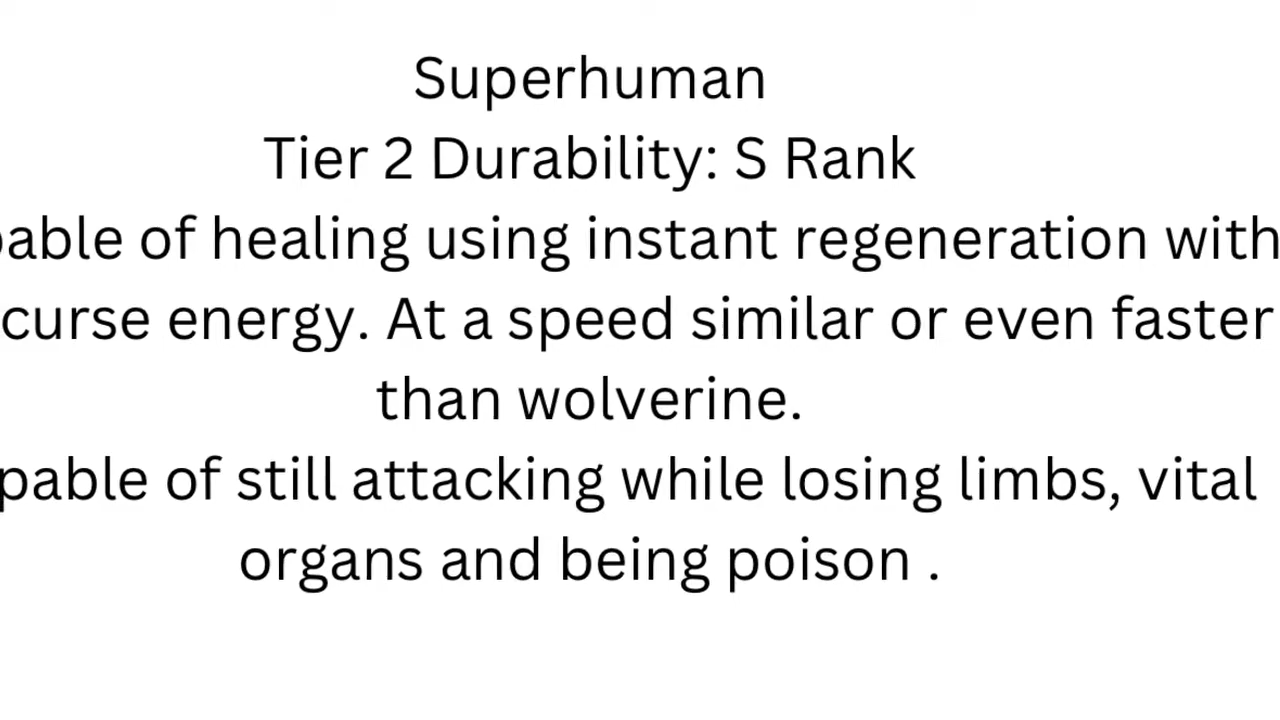 Superhuman
Tier 2 Durability: S Rank
pable of healing using instant regeneration with
curse energy. At a speed similar or even faster
than wolverine.
pable of still attacking while losing limbs, vital
organs and being poison .